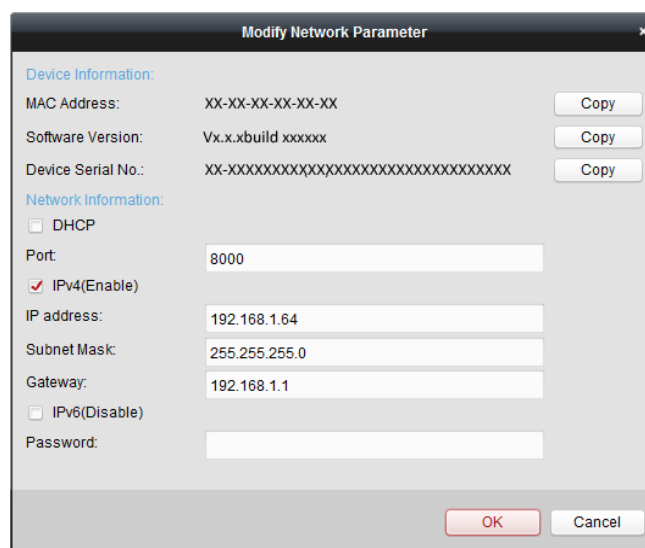 Modify Network Parameter ×
Device Information:
MAC Address: XX-XX-XX-XX-XX-XX Copy
Software Version: Vx.x.xbuild xxxxxx Copy
Device Serial No.: XX-XXXXXXXXXXXXXXXXXXXXXXXXXXXXXXXXX Copy
Network Information:
DHCP
Port: 8000
IPv4(Enable)
IP address: 192.168.1.64
Subnet Mask: 255.255.255.0
Gateway: 192.168.1.1
IPv6(Disable)
Password:
OK Cancel